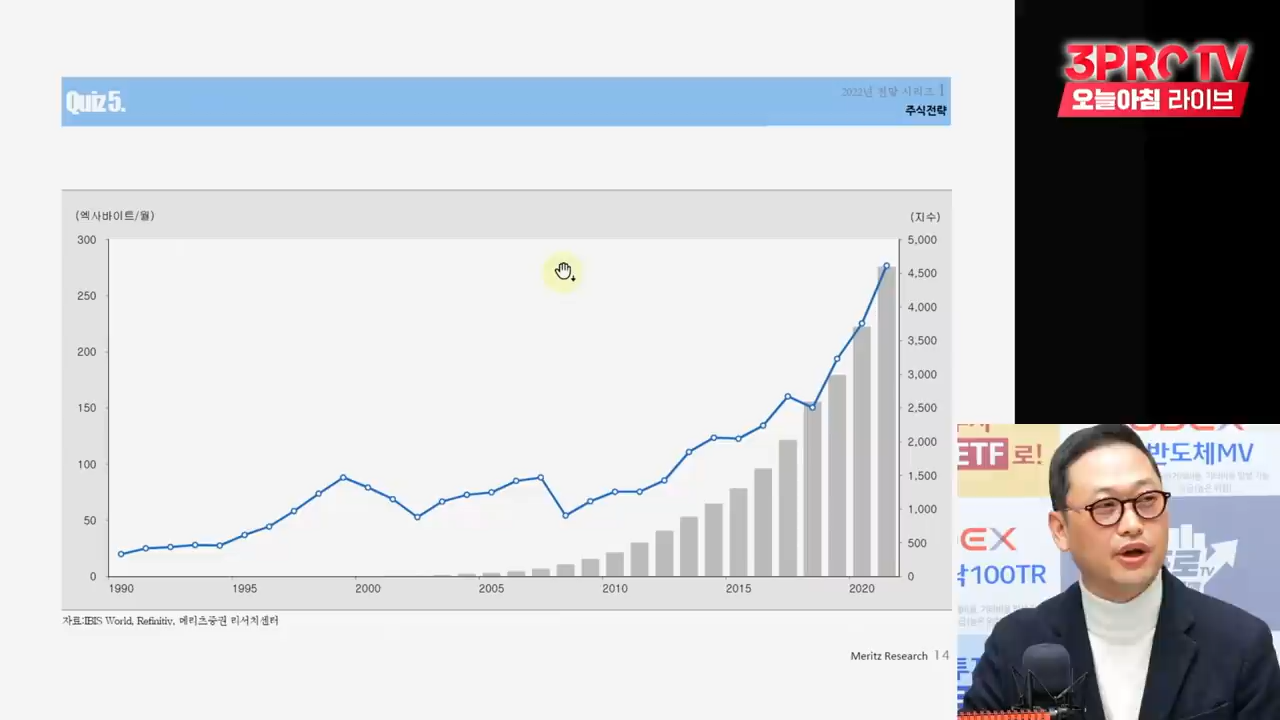 Quiz 5.
2022년 전망 시리즈 1
주식전략
3PRO TV
오늘아침 라이브
(엑사바이트/월)
(지수)
300
250
200
150
100
50
0
5,000
4,500
4,000
3,500
3,000
2,500
2,000
1,500
1,000
500
0
1990
1995
2000
2005
2010
2015
2020
자료:IBIS World, Refinitiv, 메리츠증권 리서치센터
Meritz Research 14
ETF로!
반도체MV
EX
100TR
TV